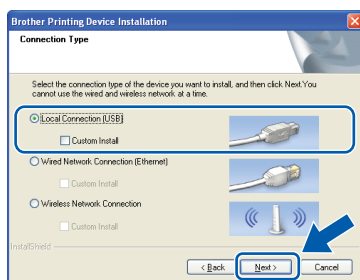 Brother Printing Device Installation
Connection Type
Select the connection type of the device you want to install, and then click Next.You
cannot use the wired and wireless network at a time.
Local Connection (USB)
Custom Install
Wired Network Connection (Ethernet)
Custom Install
Wireless Network Connection
Custom Install
InstallShield
< Back Next > Cancel